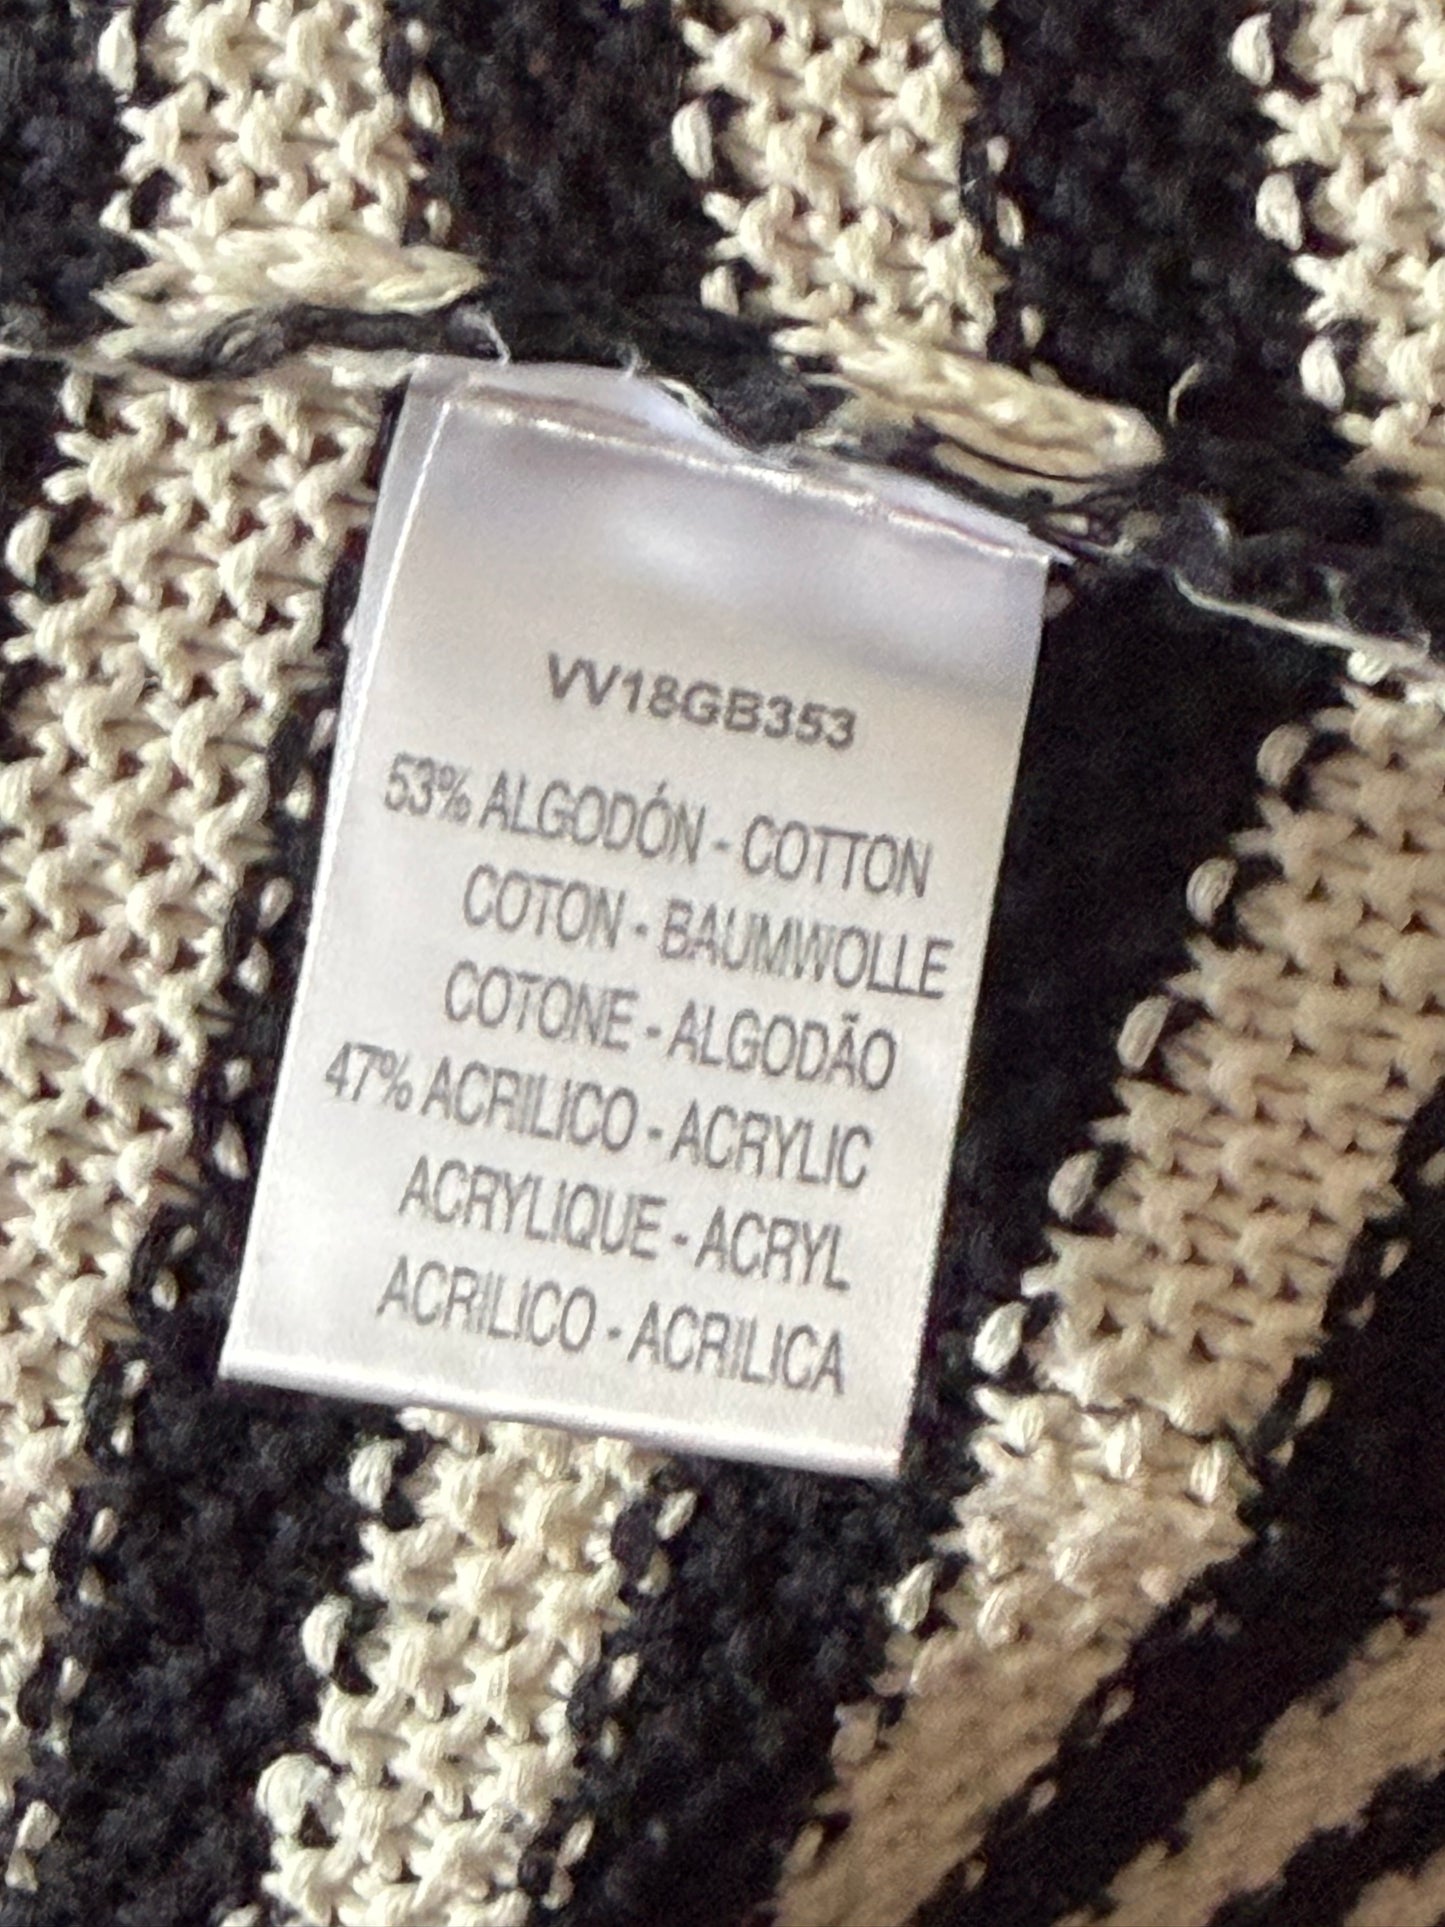 VV18GB353
53% ALGODÓN - COTTON
COTON - BAUMWOLLE
COTONE - ALGODÃO
47% ACRILICO - ACRYLIC
ACRYLIQUE - ACRYL
ACRILICO - ACRILICA